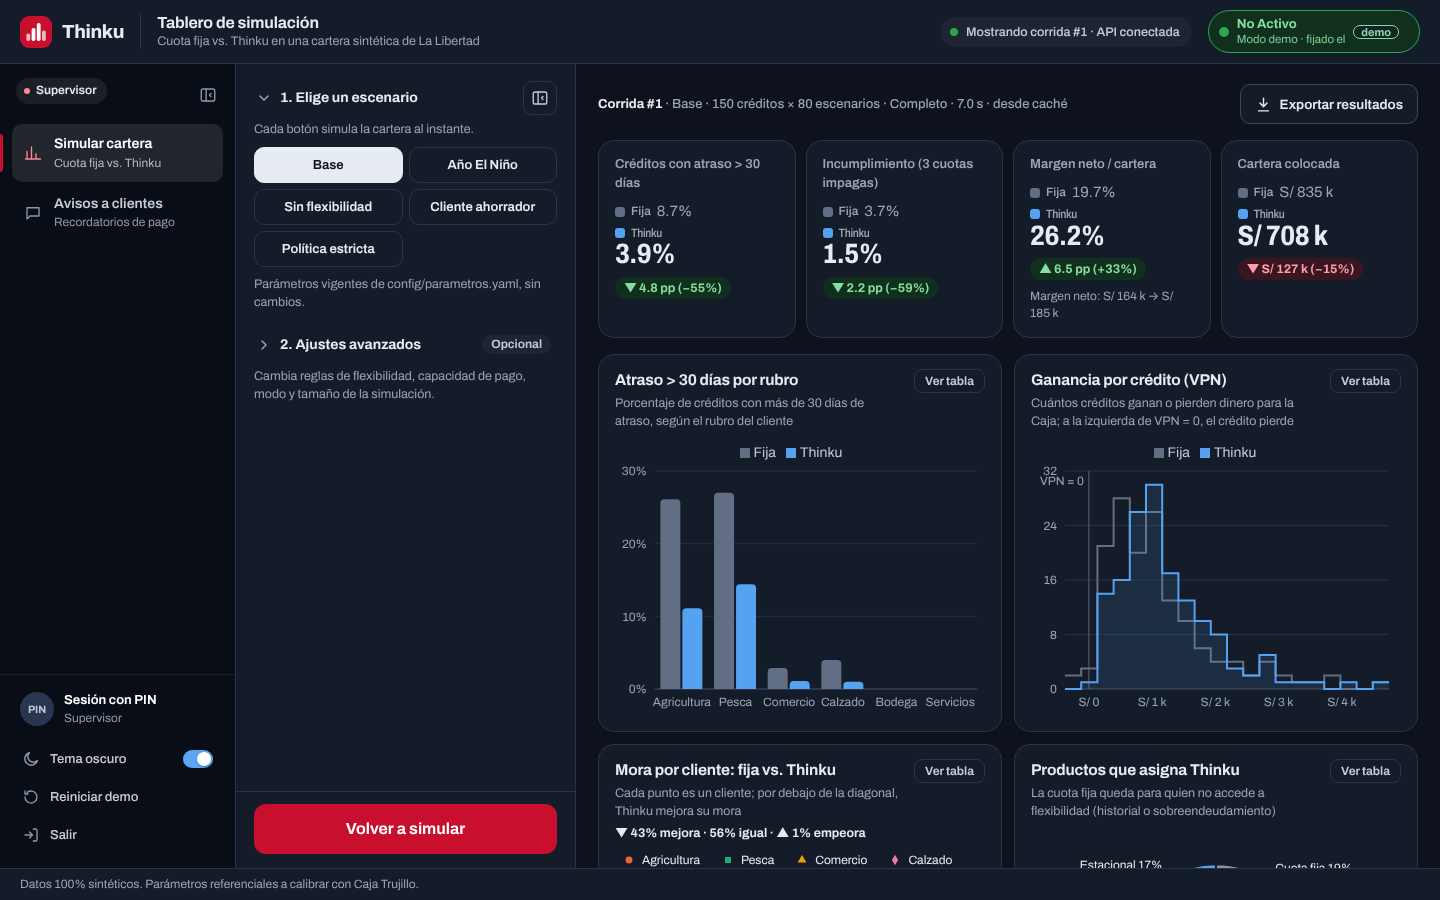 Thinku
Tablero de simulación
Cuota fija vs. Thinku en una cartera sintética de La Libertad
Mostrando corrida #1 · API conectada
No Activo
Modo demo · fijado el
demo
Supervisor
Simular cartera
Cuota fija vs. Thinku
Avisos a clientes
Recordatorios de pago
PIN
Sesión con PIN
Supervisor
Tema oscuro
Reiniciar demo
Salir
1. Elige un escenario
Cada botón simula la cartera al instante.
Base
Año El Niño
Sin flexibilidad
Cliente ahorrador
Política estricta
Parámetros vigentes de config/parametros.yaml, sin
cambios.
2. Ajustes avanzados
Opcional
Cambia reglas de flexibilidad, capacidad de pago,
modo y tamaño de la simulación.
Volver a simular
Corrida #1 · Base · 150 créditos × 80 escenarios · Completo · 7.0 s · desde caché
Exportar resultados
Créditos con atraso > 30
días
Fija 8.7%
Thinku
3.9%
▼ 4.8 pp (−55%)
Incumplimiento (3 cuotas
impagas)
Fija 3.7%
Thinku
1.5%
▼ 2.2 pp (−59%)
Margen neto / cartera
Fija 19.7%
Thinku
26.2%
▲ 6.5 pp (+33%)
Margen neto: S/ 164 k → S/
185 k
Cartera colocada
Fija S/ 835 k
Thinku
S/ 708 k
▼ S/ 127 k (−15%)
Atraso > 30 días por rubro
Ver tabla
Porcentaje de créditos con más de 30 días de
atraso, según el rubro del cliente
Fija Thinku
30%
20%
10%
0%
Agricultura Pesca Comercio Calzado Bodega Servicios
Ganancia por crédito (VPN)
Ver tabla
Cuántos créditos ganan o pierden dinero para la
Caja; a la izquierda de VPN = 0, el crédito pierde
Fija Thinku
32
VPN = 0
24
16
8
0
S/ 0 S/ 1 k S/ 2 k S/ 3 k S/ 4 k
Mora por cliente: fija vs. Thinku
Ver tabla
Cada punto es un cliente; por debajo de la diagonal,
Thinku mejora su mora
▼ 43% mejora · 56% igual · ▲ 1% empeora
Agricultura Pesca Comercio Calzado
Productos que asigna Thinku
Ver tabla
La cuota fija queda para quien no accede a
flexibilidad (historial o sobreendeudamiento)
Estacional 17%
Cuota fija 19%
Datos 100% sintéticos. Parámetros referenciales a calibrar con Caja Trujillo.